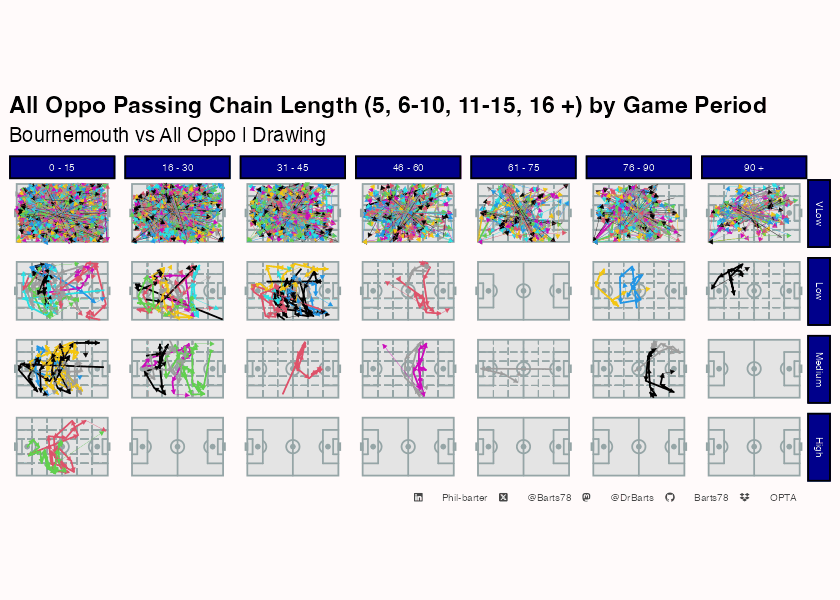 All Oppo Passing Chain Length (5, 6-10, 11-15, 16 +) by Game Period
Bournemouth vs All Oppo I Drawing
0 - 15 16 - 30 31 - 45 46 - 60 61 - 75 76 - 90 90 +
V.Low
Low
Medium
High
Phil-barter @Barts78 @DrBarts Barts78 OPTA